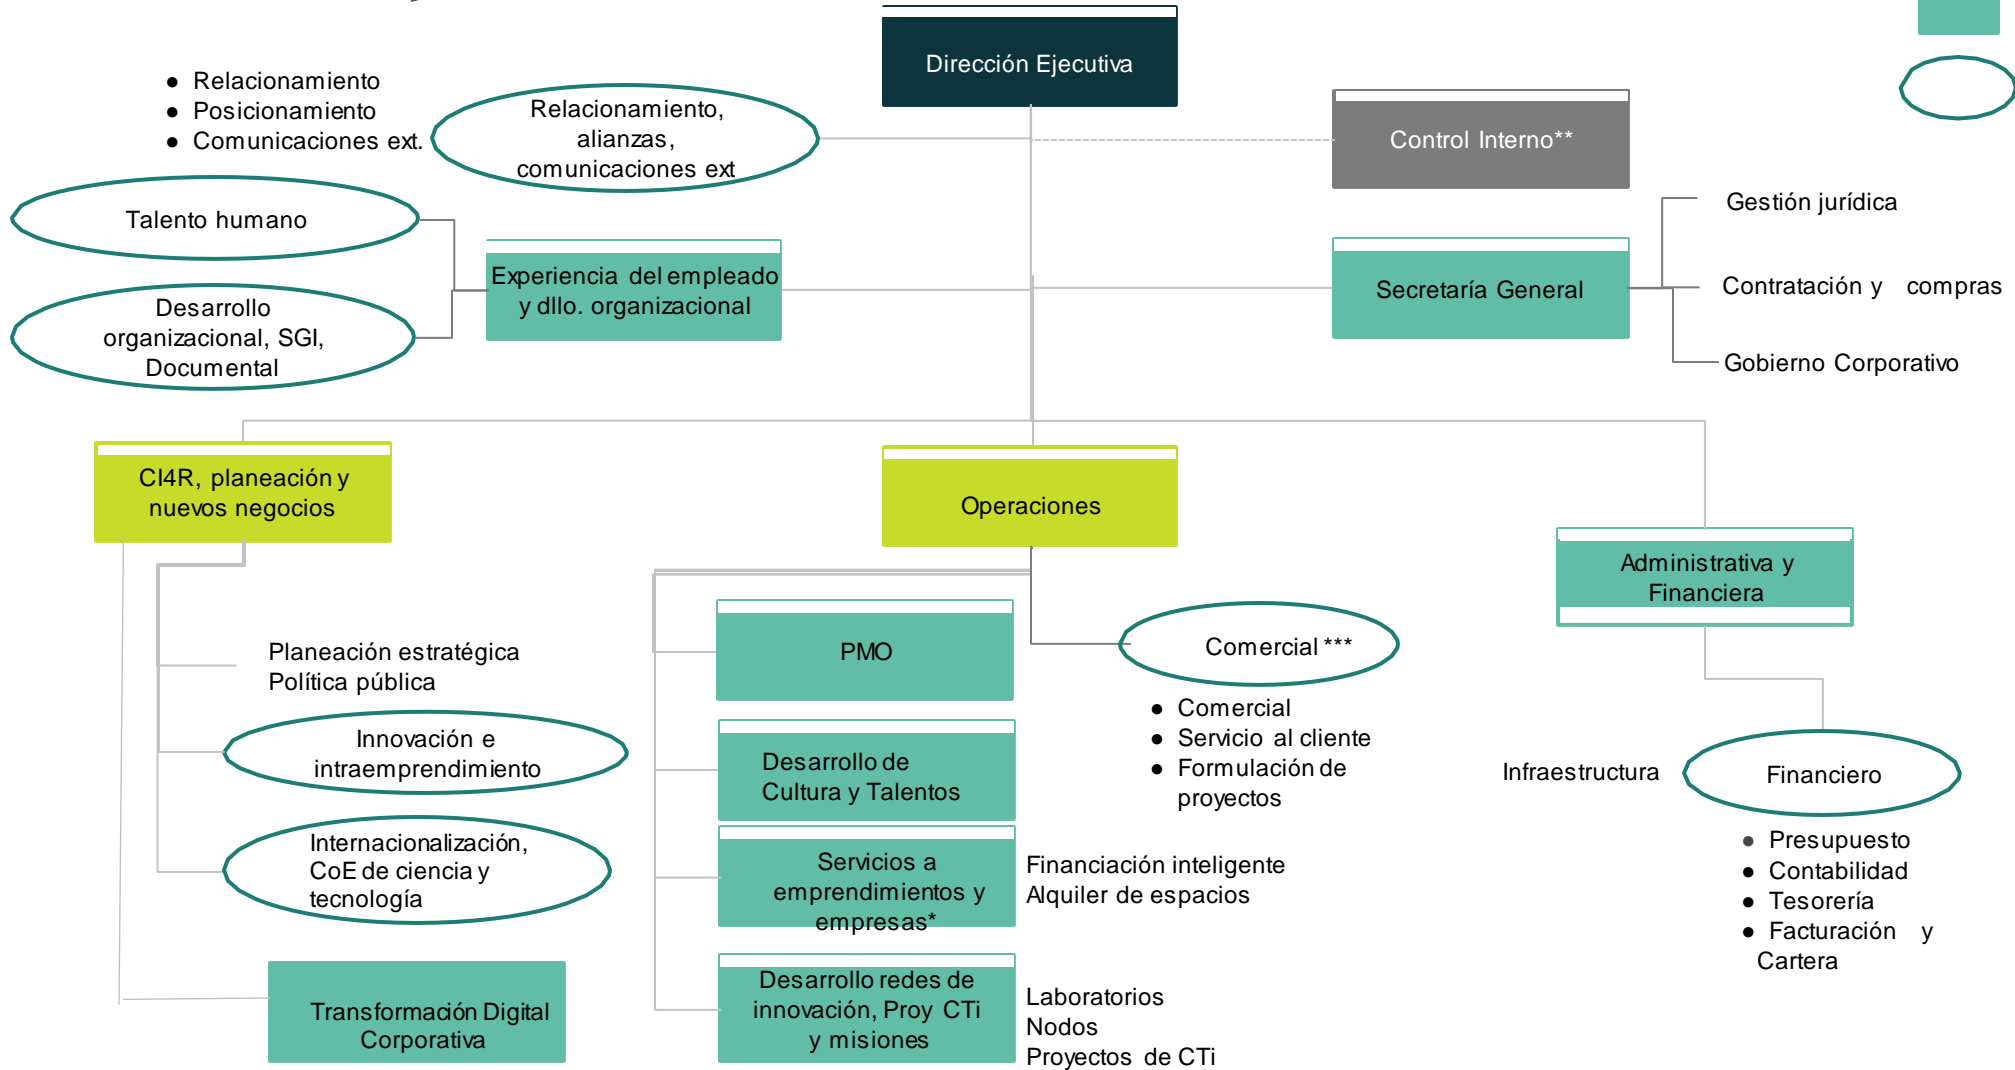 Dirección Ejecutiva
● Relacionamiento
● Posicionamiento
● Comunicaciones ext.
Relacionamiento,
alianzas,
comunicaciones ext
Control Interno**
Talento humano
Gestión jurídica
Experiencia del empleado
y dllo. organizacional
Secretaría General
Contratación y compras
Desarrollo
organizacional, SGI,
Documental
Gobierno Corporativo
CI4R, planeación y
nuevos negocios
Operaciones
Administrativa y
Financiera
Planeación estratégica
Política pública
PMO
Comercial ***
● Comercial
● Servicio al cliente
● Formulación de
proyectos
Innovación e
intraemprendimiento
Desarrollo de
Cultura y Talentos
Infraestructura
Financiero
Internacionalización,
CoE de ciencia y
tecnología
Servicios a
emprendimientos y
empresas*
Financiación inteligente
Alquiler de espacios
● Presupuesto
● Contabilidad
● Tesorería
● Facturación y
Cartera
Transformación Digital
Corporativa
Desarrollo redes de
innovación, Proy CTi
y misiones
Laboratorios
Nodos
Proyectos de CTi